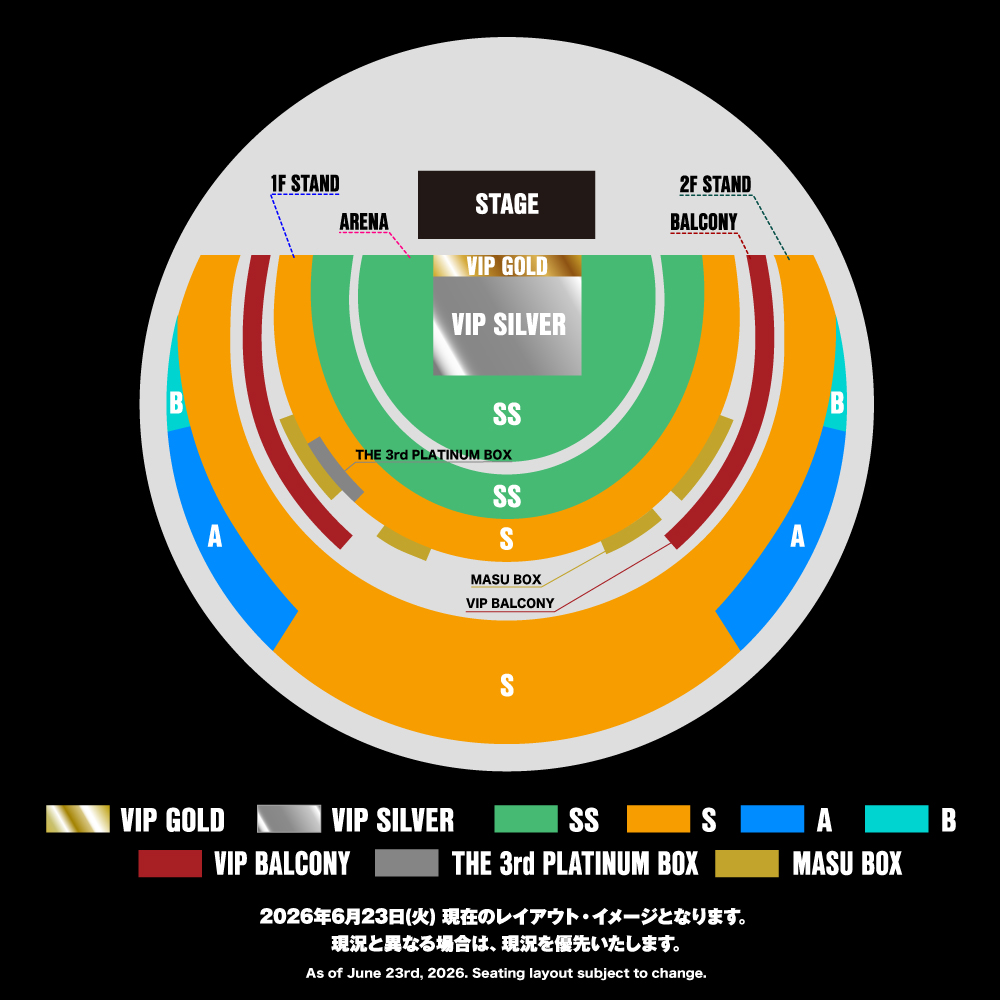 1F STAND
ARENA
STAGE
2F STAND
BALCONY
VIP GOLD
VIP SILVER
B
B
SS
THE 3rd PLATINUM BOX
SS
A
S
A
MASU BOX
VIP BALCONY
S
VIP GOLD VIP SILVER SS S A B
VIP BALCONY THE 3rd PLATINUM BOX MASU BOX
2026年6月23日(火) 現在のレイアウト・イメージとなります。
現況と異なる場合は、現況を優先いたします。
As of June 23rd, 2026. Seating layout subject to change.